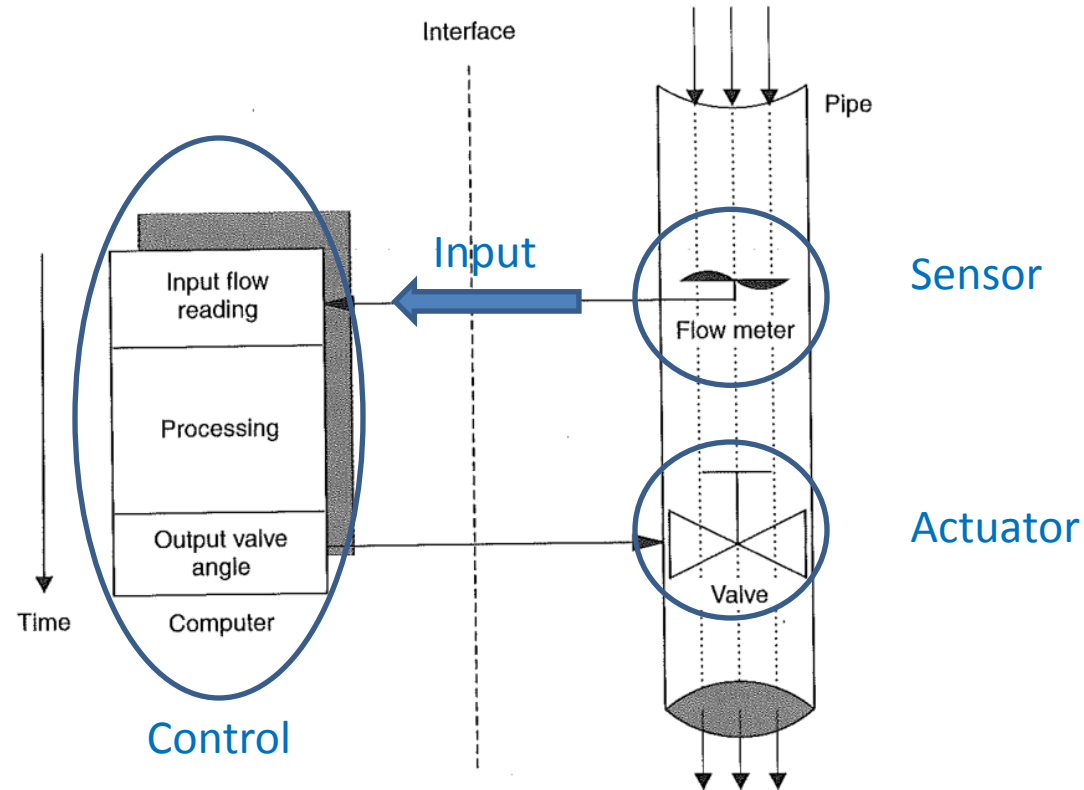 Interface
Pipe
Input
Sensor
Input flow
reading
Flow meter
Processing
Actuator
Output valve
angle
Valve
Time
Computer
Control